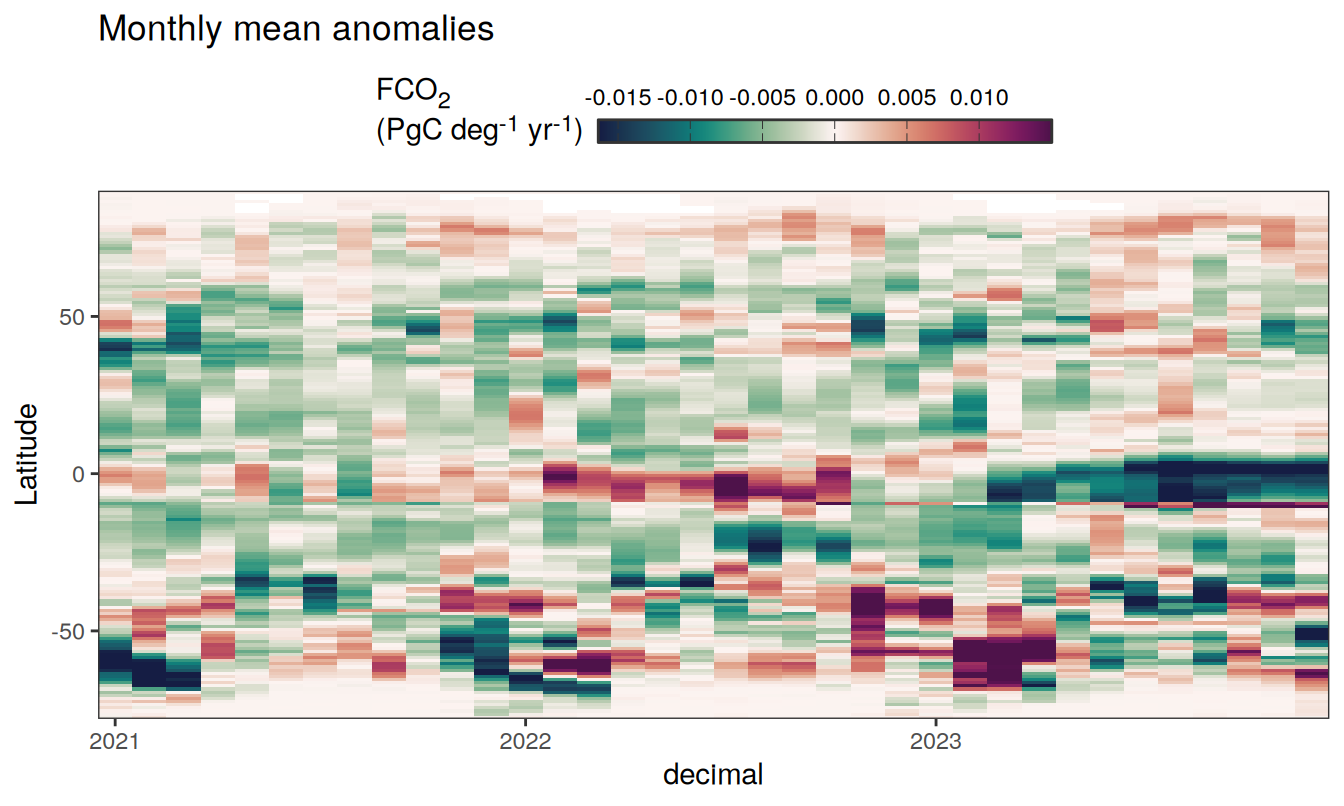 Monthly mean anomalies
FCO₂
(PgC deg⁻¹ yr⁻¹)
-0.015 -0.010 -0.005 0.000 0.005 0.010
Latitude
50
0
-50
2021 2022 2023
decimal